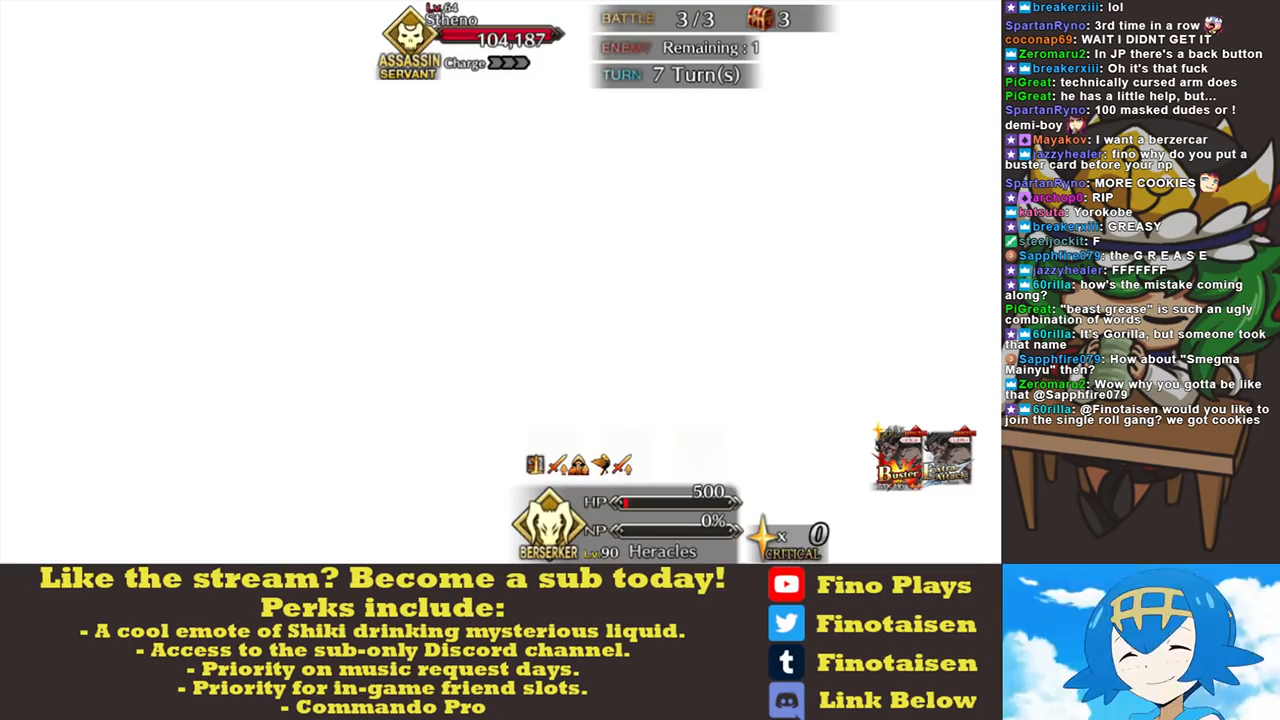 Lv.64
Stheno
104,187
ASSASSIN
SERVANT
Charge
BATTLE 3/3 3
ENEMY Remaining : 1
TURN 7 Turn(s)
Buster
Extra Attack
HP 500
NP 0%
BERSERKER Lv.90 Heracles
x 0
CRITICAL
breakerxiii: lol
SpartanRyno: 3rd time in a row
coconap69: WAIT I DIDNT GET IT
Zeromaru2: In JP there's a back button
breakerxiii: Oh it's that fuck
PiGreat: technically cursed arm does
PiGreat: he has a little help, but...
SpartanRyno: 100 masked dudes or !
demi-boy
Mayakov: I want a berzercar
jazzyhealer: fino why do you put a
buster card before your np
SpartanRyno: MORE COOKIES
archop0: RIP
katsuta: Yorokobe
breakerxiii: GREASY
steeljockit: F
Sapphfire079: the G R E A S E
jazzyhealer: FFFFFFF
60rilla: how's the mistake coming
along?
PiGreat: "beast grease" is such an ugly
combination of words
60rilla: It's Gorilla, but someone took
that name
Sapphfire079: How about "Smegma
Mainyu" then?
Zeromaru2: Wow why you gotta be like
that @Sapphfire079
60rilla: @Finotaisen would you like to
join the single roll gang? we got cookies
Like the stream? Become a sub today!
Perks include:
- A cool emote of Shiki drinking mysterious liquid.
- Access to the sub-only Discord channel.
- Priority on music request days.
- Priority for in-game friend slots.
- Commando Pro
Fino Plays
Finotaisen
Finotaisen
Link Below